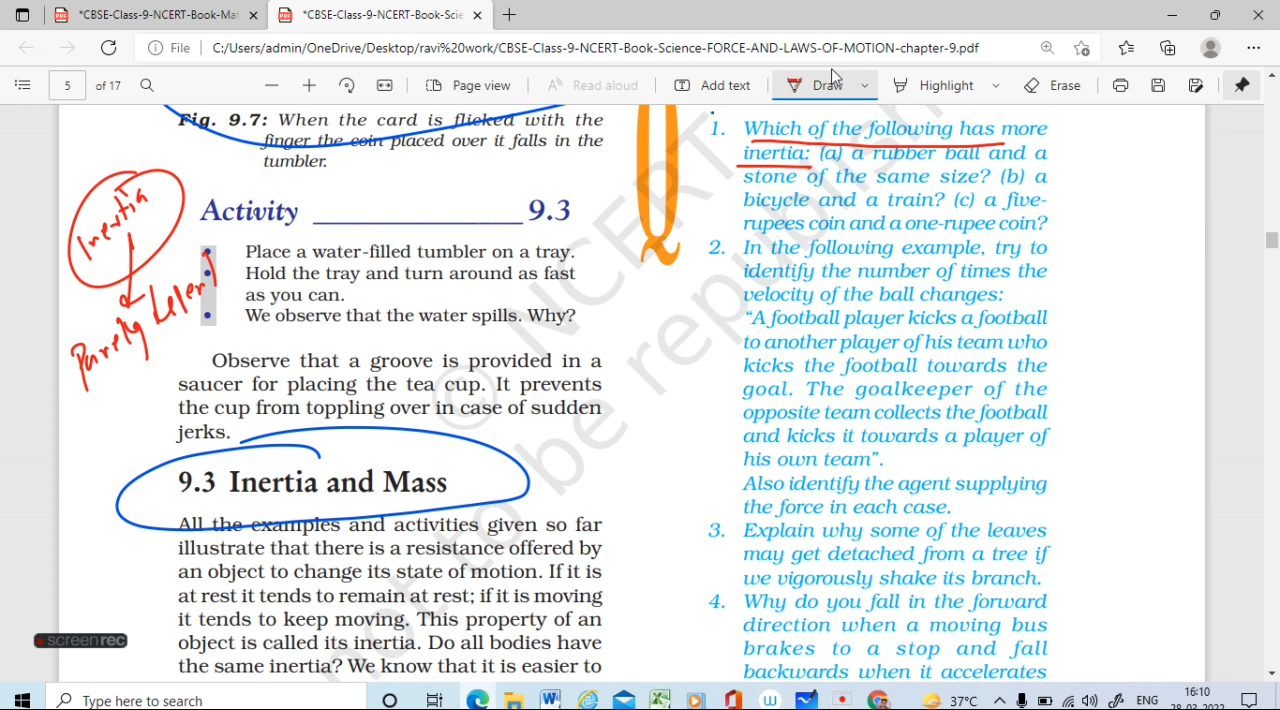 *CBSE-Class-9-NCERT-Book-Mat
*CBSE-Class-9-NCERT-Book-Scie
File
C:/Users/admin/OneDrive/Desktop/ravi%20work/CBSE-Class-9-NCERT-Book-Science-FORCE-AND-LAWS-OF-MOTION-chapter-9.pdf
5 of 17
Page view
Read aloud
Add text
Draw
Highlight
Erase
Fig. 9.7: When the card is flicked with the
finger the coin placed over it falls in the
tumbler.
Inertia
Activity ______________ 9.3
• Place a water-filled tumbler on a tray.
• Hold the tray and turn around as fast
as you can.
• We observe that the water spills. Why?
Observe that a groove is provided in a
saucer for placing the tea cup. It prevents
the cup from toppling over in case of sudden
jerks.
9.3 Inertia and Mass
All the examples and activities given so far
illustrate that there is a resistance offered by
an object to change its state of motion. If it is
at rest it tends to remain at rest; if it is moving
it tends to keep moving. This property of an
object is called its inertia. Do all bodies have
the same inertia? We know that it is easier to
1. Which of the following has more
inertia: (a) a rubber ball and a
stone of the same size? (b) a
bicycle and a train? (c) a five-
rupees coin and a one-rupee coin?
2. In the following example, try to
identify the number of times the
velocity of the ball changes:
“A football player kicks a football
to another player of his team who
kicks the football towards the
goal. The goalkeeper of the
opposite team collects the football
and kicks it towards a player of
his own team”.
Also identify the agent supplying
the force in each case.
3. Explain why some of the leaves
may get detached from a tree if
we vigorously shake its branch.
4. Why do you fall in the forward
direction when a moving bus
brakes to a stop and fall
backwards when it accelerates
© NCERT
not to be republish
screenrec
Type here to search
37°C
ENG
16:10
28-03-2022